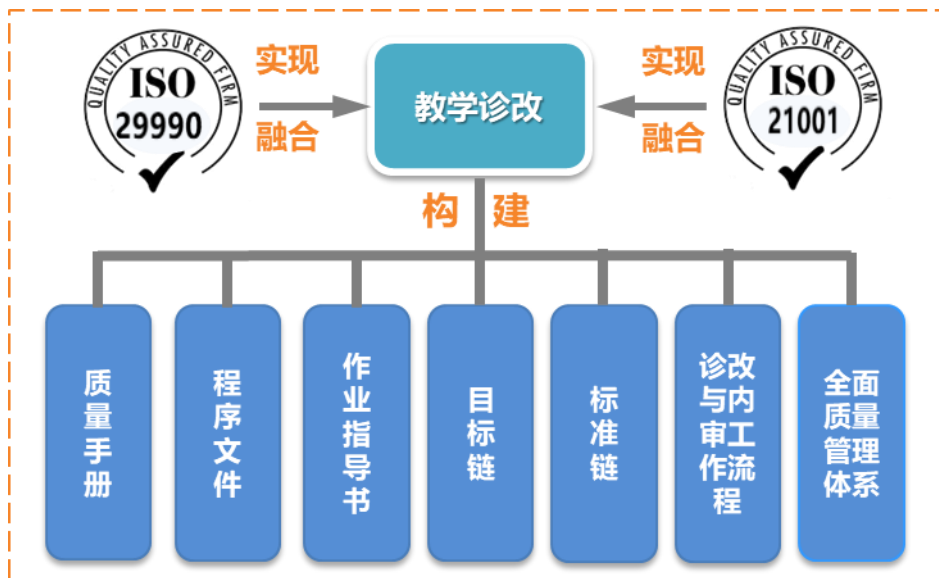 QUALITY ASSURED FIRM
ISO
29990
实现
融合
教学诊改
实现
融合
QUALITY ASSURED FIRM
ISO
21001
构 建
质量手册
程序文件
作业指导书
目标链
标准链
诊改
与内
审工
作流
程
全面
质量
管理
体系